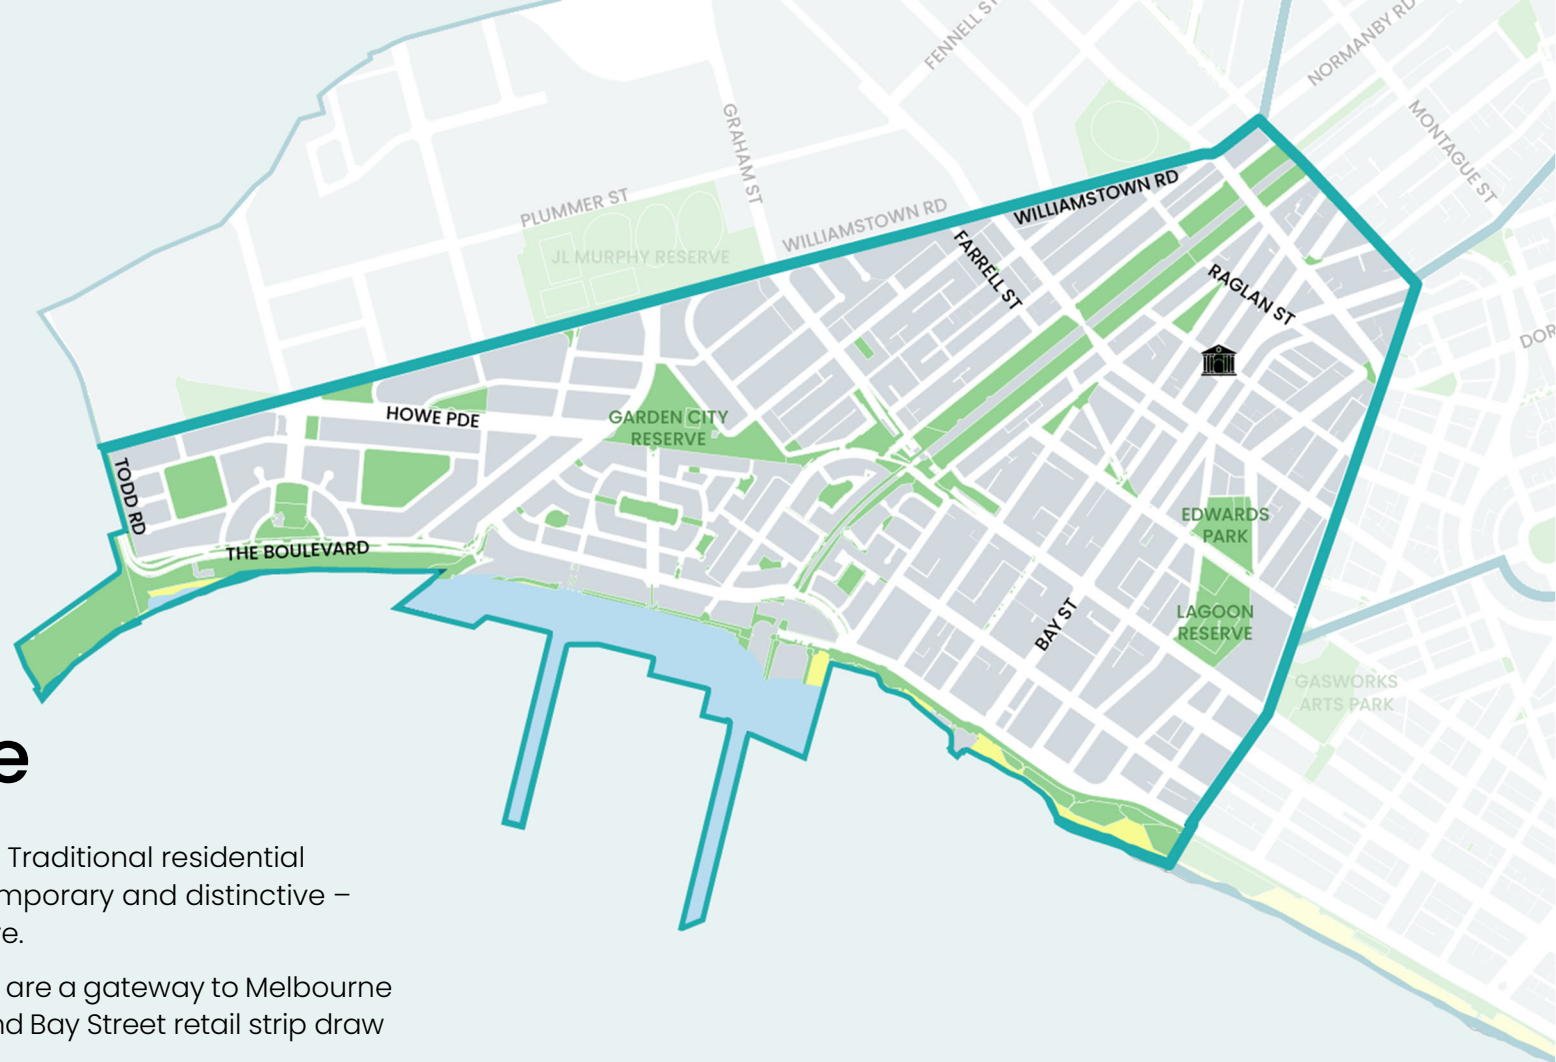 FENNELL ST
NORMANBY RD
GRAHAM ST
MONTAGUE ST
PLUMMER ST
WILLIAMSTOWN RD
WILLIAMSTOWN RD
JL MURPHY RESERVE
FARRELL ST
RAGLAN ST
HOWE PDE
GARDEN CITY
RESERVE
TODD RD
THE BOULEVARD
EDWARDS
PARK
LAGOON
RESERVE
BAY ST
GASWORKS
ARTS PARK
DOR
e
Traditional residential
mporary and distinctive –
e.
are a gateway to Melbourne
nd Bay Street retail strip draw